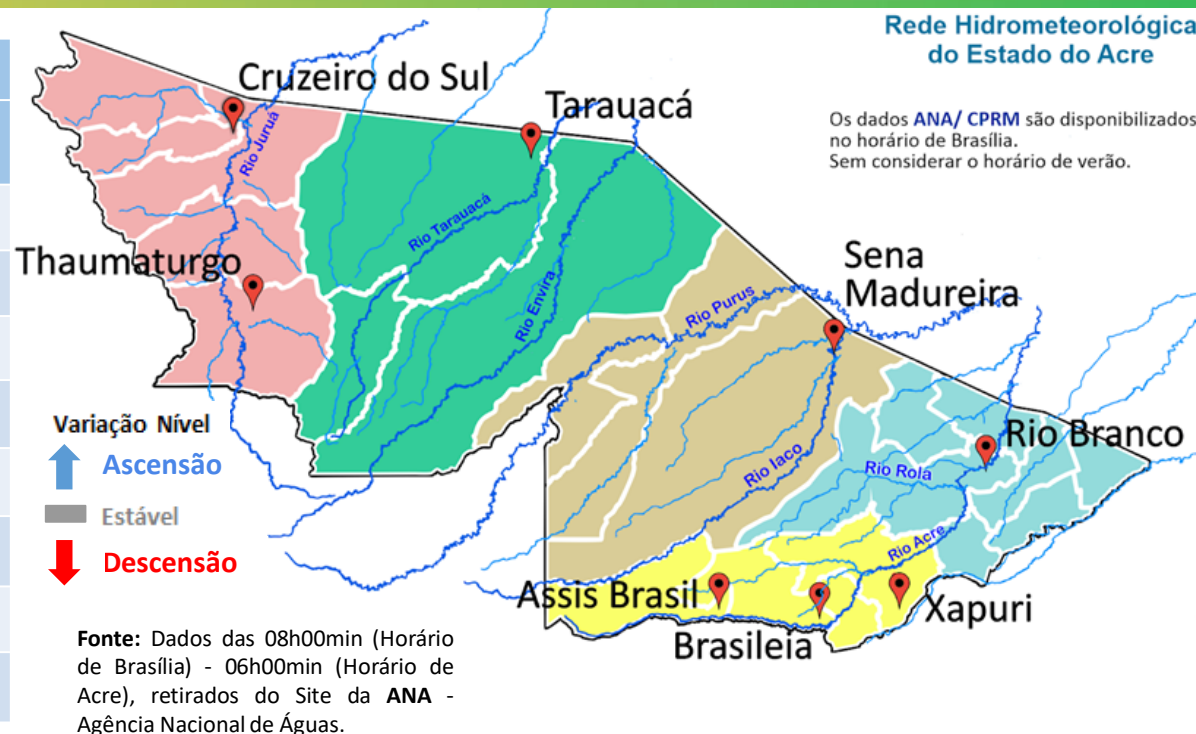 Rede Hidrometeorológica
do Estado do Acre
Os dados ANA/ CPRM são disponibilizados
no horário de Brasília.
Sem considerar o horário de verão.
Cruzeiro do Sul
Tarauacá
Rio Juruá
Rio Tarauacá
Thaumaturgo
Rio Envira
Sena
Madureira
Rio Purus
Rio Branco
Rio Iaco
Rio Rola
Rio Acre
Assis Brasil
Xapuri
Brasileia
Variação Nível
Ascensão
Estável
Descensão
Fonte: Dados das 08h00min (Horário
de Brasília) - 06h00min (Horário de
Acre), retirados do Site da ANA -
Agência Nacional de Águas.